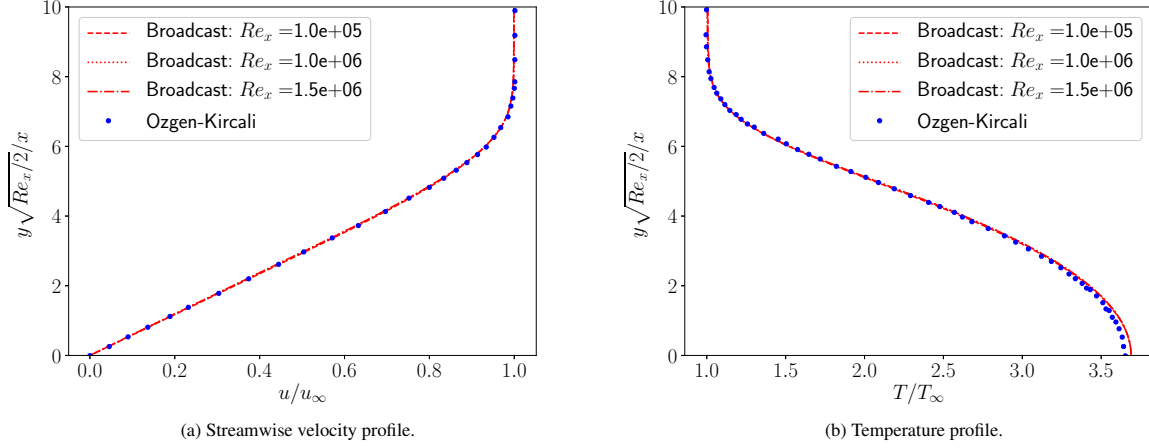 10
8
6
4
2
0
y√Re_x/2/x
Broadcast: Re_x =1.0e+05
Broadcast: Re_x =1.0e+06
Broadcast: Re_x =1.5e+06
Ozgen-Kircali
0.0 0.2 0.4 0.6 0.8 1.0
u/u_∞
(a) Streamwise velocity profile.
10
8
6
4
2
0
y√Re_x/2/x
Broadcast: Re_x =1.0e+05
Broadcast: Re_x =1.0e+06
Broadcast: Re_x =1.5e+06
Ozgen-Kircali
1.0 1.5 2.0 2.5 3.0 3.5
T/T_∞
(b) Temperature profile.